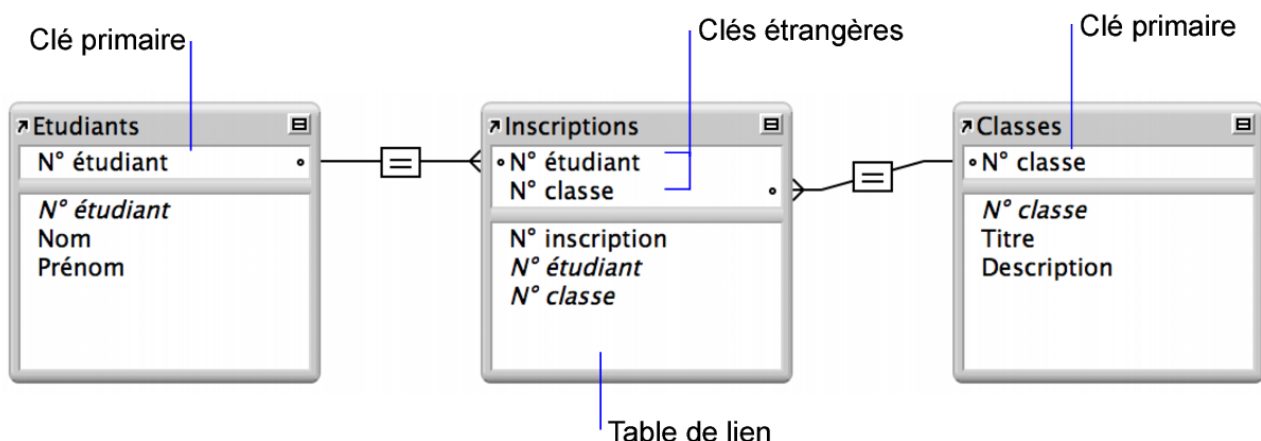 Clé primaire
Clés étrangères
Clé primaire
Etudiants
N° étudiant
N° étudiant
Nom
Prénom
=
Inscriptions
N° étudiant
N° classe
N° inscription
N° étudiant
N° classe
=
Classes
N° classe
N° classe
Titre
Description
Table de lien